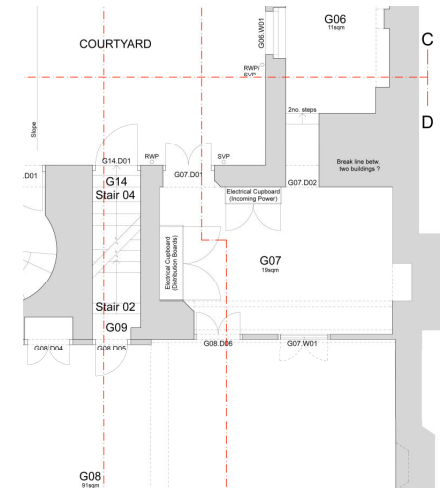 G06
11sqm
COURTYARD
G06.W01
RWP/
SVP
C
D
Slope
2no. steps
G14.D01
RWP
SVP
Break line betw.
two buildings ?
.D01
G14
Stair 04
G07.D01
G07.D02
Electrical Cupboard
(Incoming Power)
Electrical Cupboard
(Distribution Boards)
G07
19sqm
Stair 02
G09
G08.D04
G08.D05
G08.D06
G07.W01
G08
91sqm